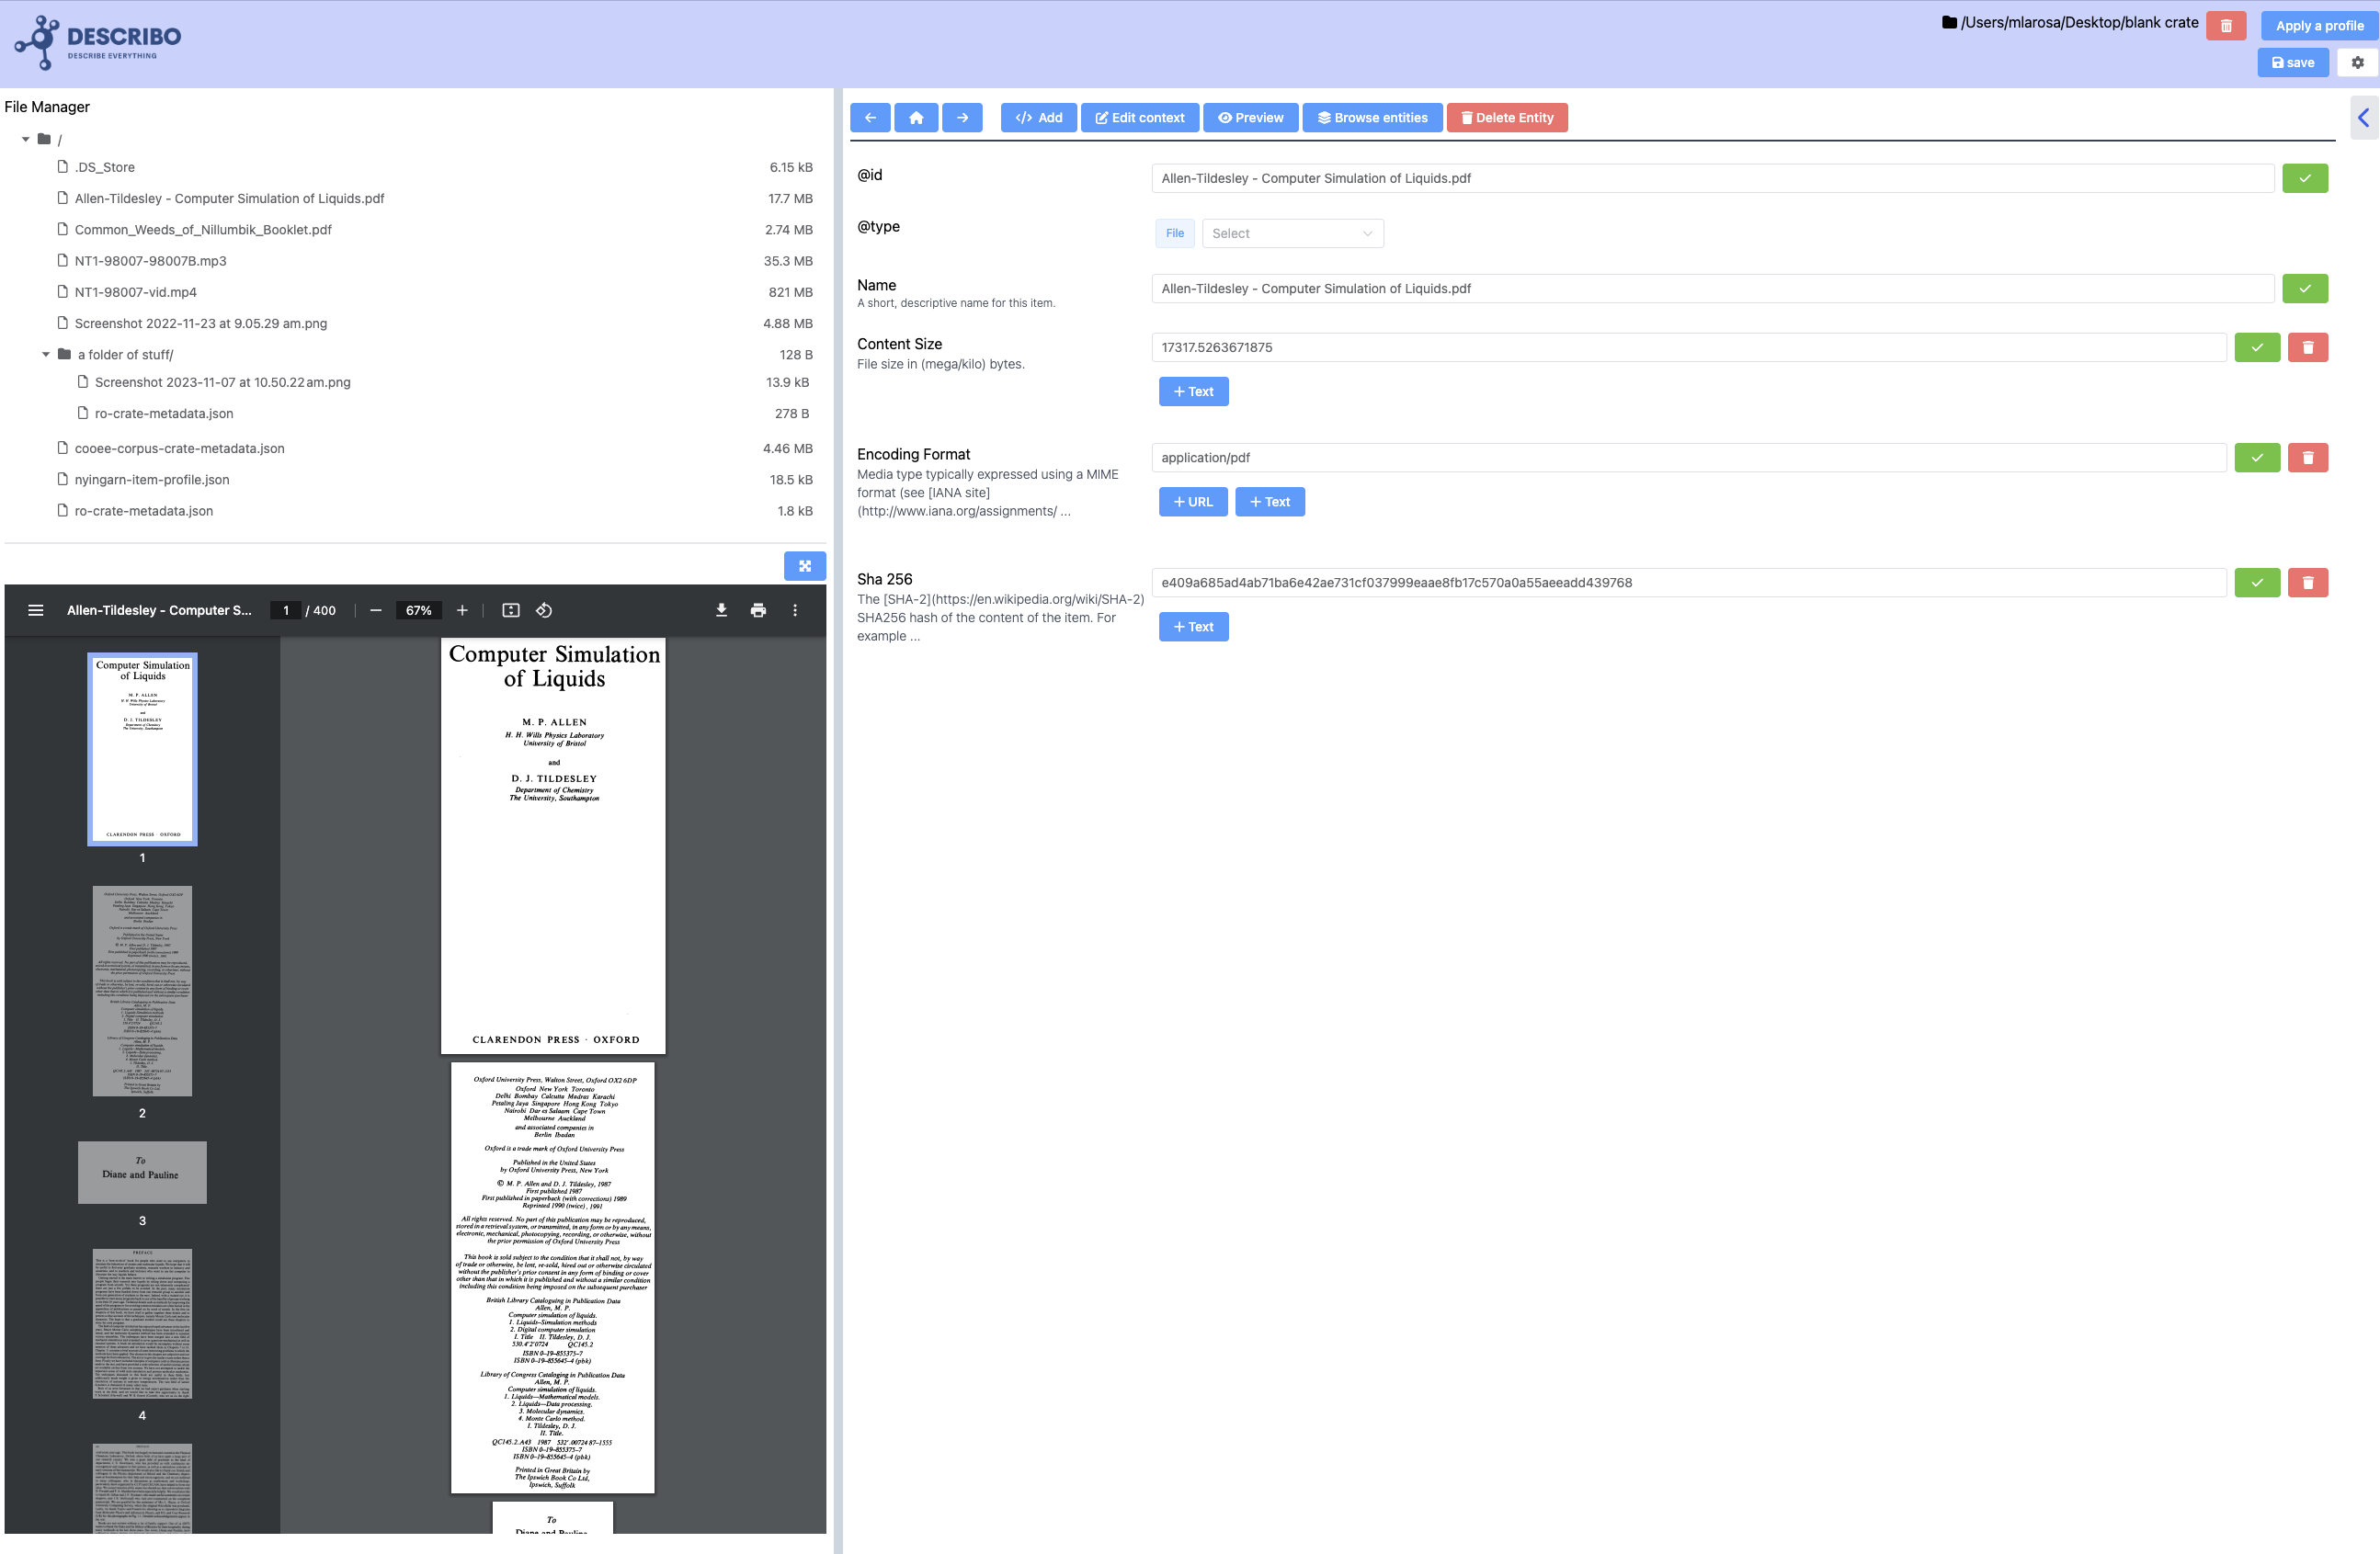 DESCRIBO
DESCRIBE EVERYTHING
/Users/mlarosa/Desktop/blank crate
Apply a profile
save
File Manager
/
.DS_Store 6.15 kB
Allen-Tildesley - Computer Simulation of Liquids.pdf 17.7 MB
Common_Weeds_of_Nillumbik_Booklet.pdf 2.74 MB
NT1-98007-98007B.mp3 35.3 MB
NT1-98007-vid.mp4 821 MB
Screenshot 2022-11-23 at 9.05.29 am.png 4.88 MB
a folder of stuff/ 128 B
Screenshot 2023-11-07 at 10.50.22 am.png 13.9 kB
ro-crate-metadata.json 278 B
cooee-corpus-crate-metadata.json 4.46 MB
nyingarn-item-profile.json 18.5 kB
ro-crate-metadata.json 1.8 kB
Allen-Tildesley - Computer S... 1 / 400 67%
Computer Simulation
of Liquids
M. P. ALLEN
H. H. Wills Physics Laboratory
University of Bristol
and
D. J. TILDESLEY
Department of Chemistry
The University, Southampton
CLARENDON PRESS · OXFORD
1
2
To
Diane and Pauline
3
PREFACE
4
Computer Simulation
of Liquids
M. P. ALLEN
H. H. Wills Physics Laboratory
University of Bristol
and
D. J. TILDESLEY
Department of Chemistry
The University, Southampton
CLARENDON PRESS · OXFORD
Oxford University Press, Walton Street, Oxford OX2 6DP
Oxford New York Toronto
Delhi Bombay Calcutta Madras Karachi
Petaling Jaya Singapore Hong Kong Tokyo
Nairobi Dar es Salaam Cape Town
Melbourne Auckland
and associated companies in
Berlin Ibadan
Oxford is a trade mark of Oxford University Press
Published in the United States
by Oxford University Press, New York
© M. P. Allen and D. J. Tildesley, 1987
First published 1987
First published in paperback (with corrections) 1989
Reprinted 1990 (twice), 1991
All rights reserved. No part of this publication may be reproduced,
stored in a retrieval system, or transmitted, in any form or by any means,
electronic, mechanical, photocopying, recording, or otherwise, without
the prior permission of Oxford University Press
This book is sold subject to the condition that it shall not, by way
of trade or otherwise, be lent, re-sold, hired out or otherwise circulated
without the publisher's prior consent in any form of binding or cover
other than that in which it is published and without a similar condition
including this condition being imposed on the subsequent purchaser
British Library Cataloguing in Publication Data
Allen, M. P.
Computer simulation of liquids.
1. Liquids—Simulation methods
2. Digital computer simulation
I. Title II. Tildesley, D. J.
530.4'2'0724 QC145.2
ISBN 0–19–855375–7
ISBN 0–19–855645–4 (pbk)
Library of Congress Cataloging in Publication Data
Allen, M. P.
Computer simulation of liquids.
1. Liquids—Mathematical models.
2. Liquids—Data processing.
3. Molecular dynamics.
4. Monte Carlo method.
I. Tildesley, D. J.
II. Title.
QC145.2.A43 1987 532'.00724 87–1555
ISBN 0–19–855375–7
ISBN 0–19–855645–4 (pbk)
Printed in Great Britain by
The Ipswich Book Co Ltd,
Ipswich, Suffolk
To
Diane and Pauline
Add
Edit context
Preview
Browse entities
Delete Entity
@id
Allen-Tildesley - Computer Simulation of Liquids.pdf
@type
File
Select
Name
A short, descriptive name for this item.
Allen-Tildesley - Computer Simulation of Liquids.pdf
Content Size
File size in (mega/kilo) bytes.
17317.5263671875
+ Text
Encoding Format
Media type typically expressed using a MIME
format (see [IANA site]
(http://www.iana.org/assignments/ ...
application/pdf
+ URL
+ Text
Sha 256
The [SHA-2](https://en.wikipedia.org/wiki/SHA-2)
SHA256 hash of the content of the item. For
example ...
e409a685ad4ab71ba6e42ae731cf037999eaae8fb17c570a0a55aeeadd439768
+ Text